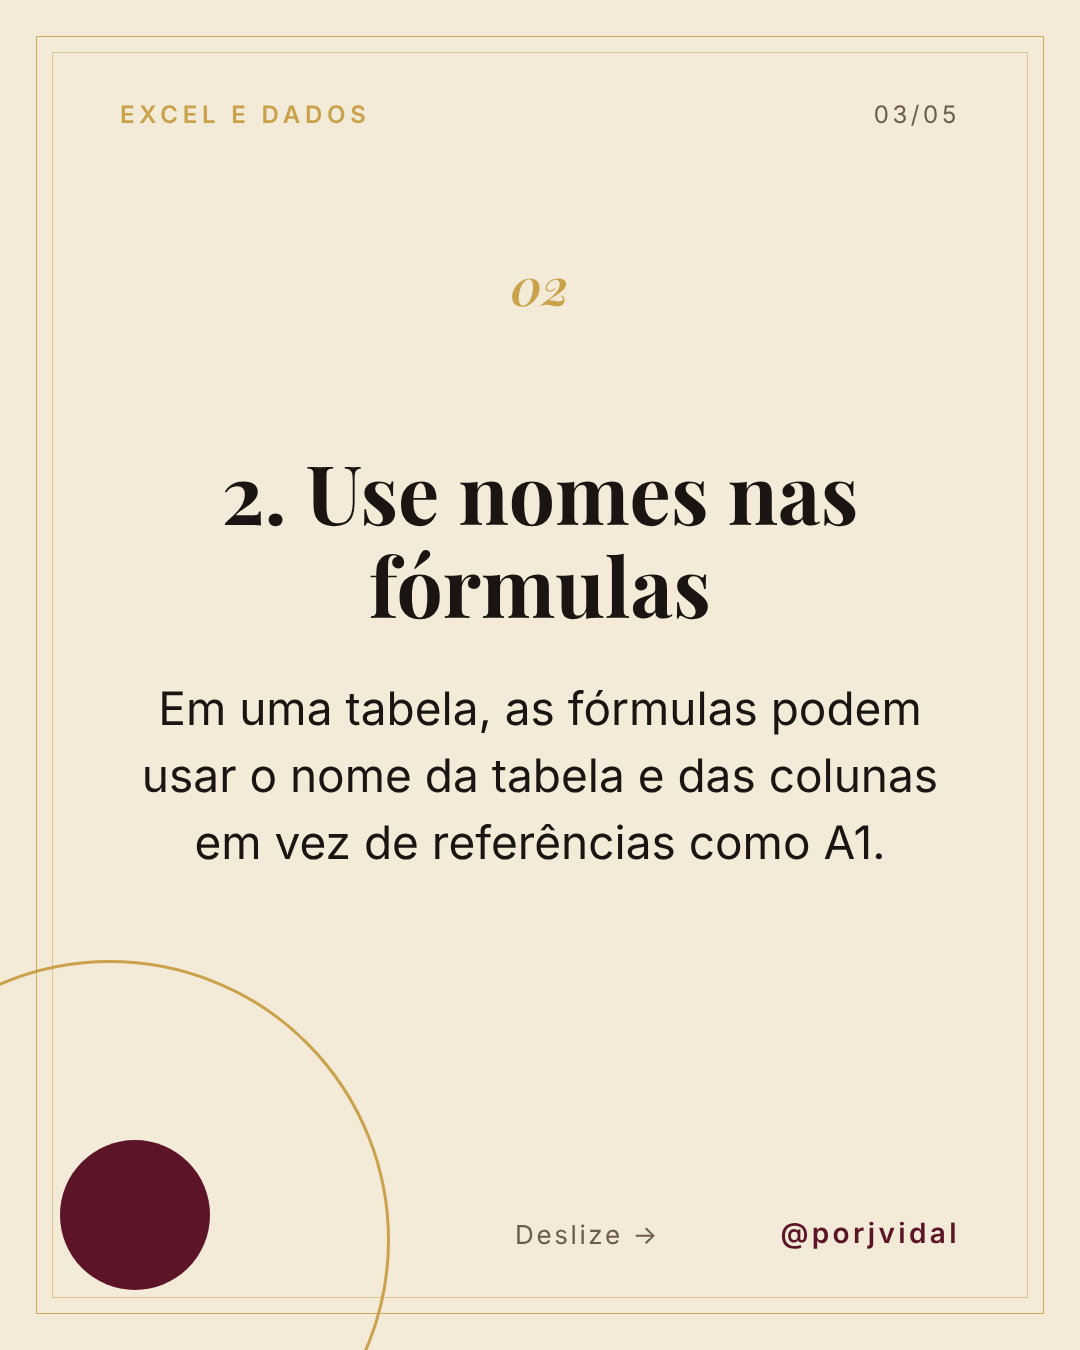 EXCEL E DADOS
03/05
02
2. Use nomes nas
fórmulas
Em uma tabela, as fórmulas podem
usar o nome da tabela e das colunas
em vez de referências como A1.
Deslize →
@porjvidal